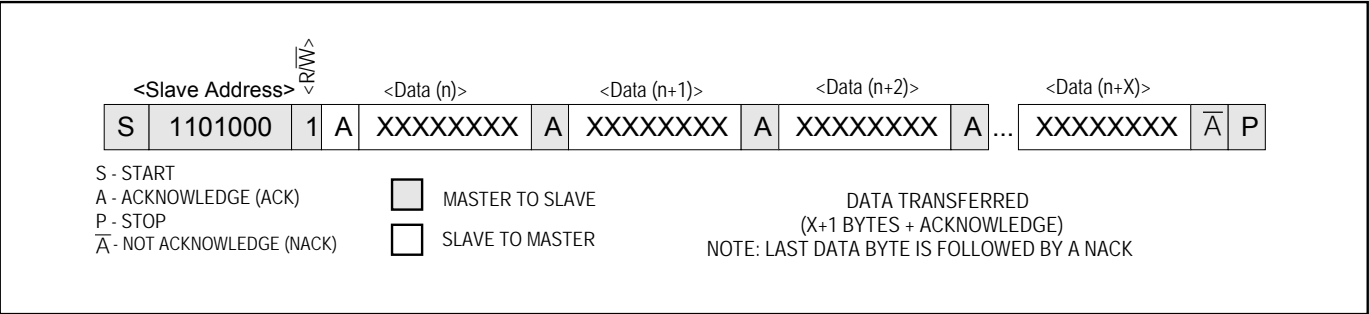 <R/W̅>
<Slave Address> <Data (n)> <Data (n+1)> <Data (n+2)> <Data (n+X)>
S 1101000 1 A XXXXXXXX A XXXXXXXX A XXXXXXXX A ... XXXXXXXX A̅ P
S - START
A - ACKNOWLEDGE (ACK)
P - STOP
A̅ - NOT ACKNOWLEDGE (NACK)
MASTER TO SLAVE
SLAVE TO MASTER
DATA TRANSFERRED
(X+1 BYTES + ACKNOWLEDGE)
NOTE: LAST DATA BYTE IS FOLLOWED BY A NACK